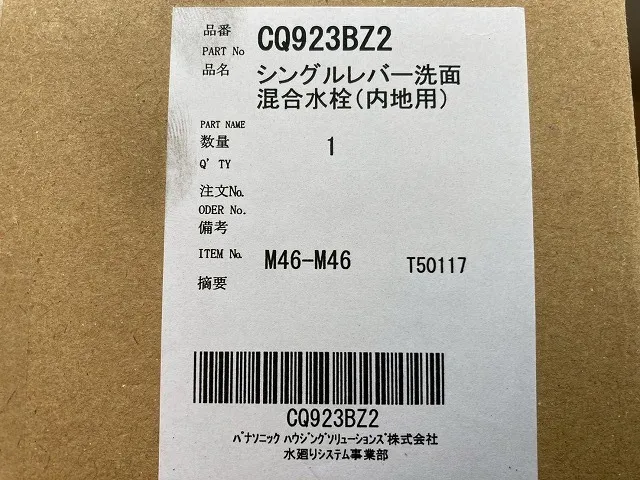 品番
PART No CQ923BZ2
品名 シングルレバー洗面
混合水栓(内地用)
PART NAME
数量 1
Q'TY
注文No.
ODER No.
備考
ITEM No. M46-M46 T50117
摘要
CQ923BZ2
パナソニック ハウジングソリューションズ株式会社
水廻りシステム事業部